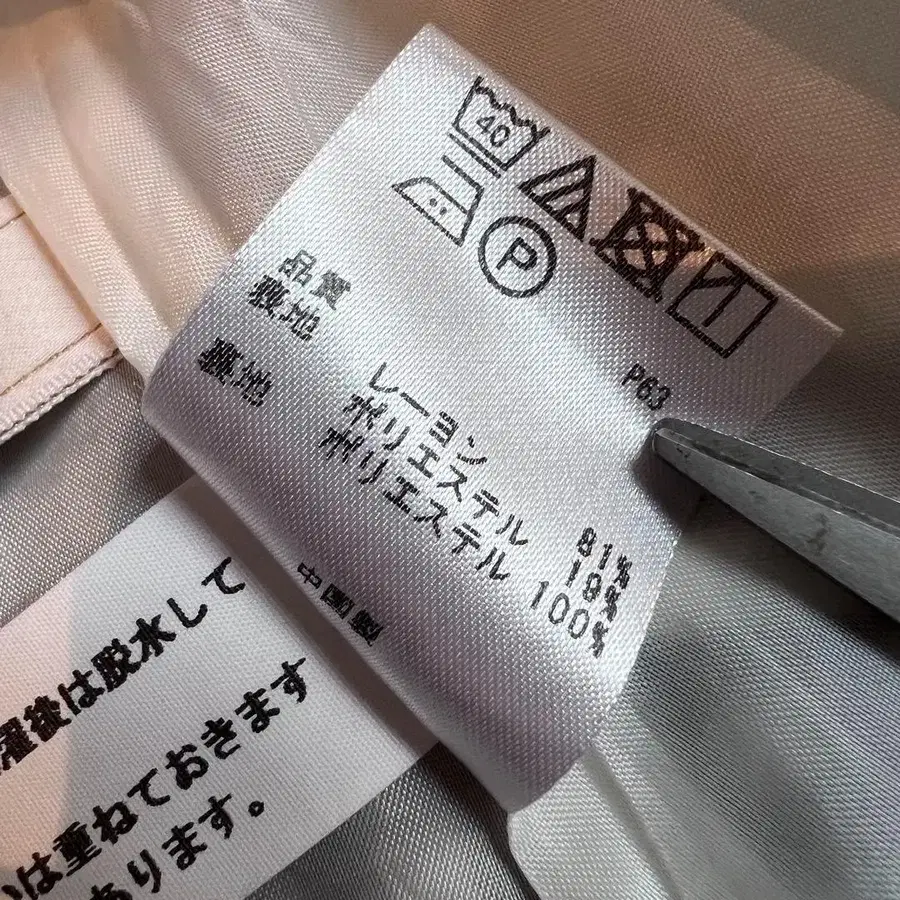 40
P
P63
品質
表地 レーヨン 81%
ポリエステル 19%
裏地 ポリエステル 100%
中国製
濯後は脱水して
は重ねておきます
あります。